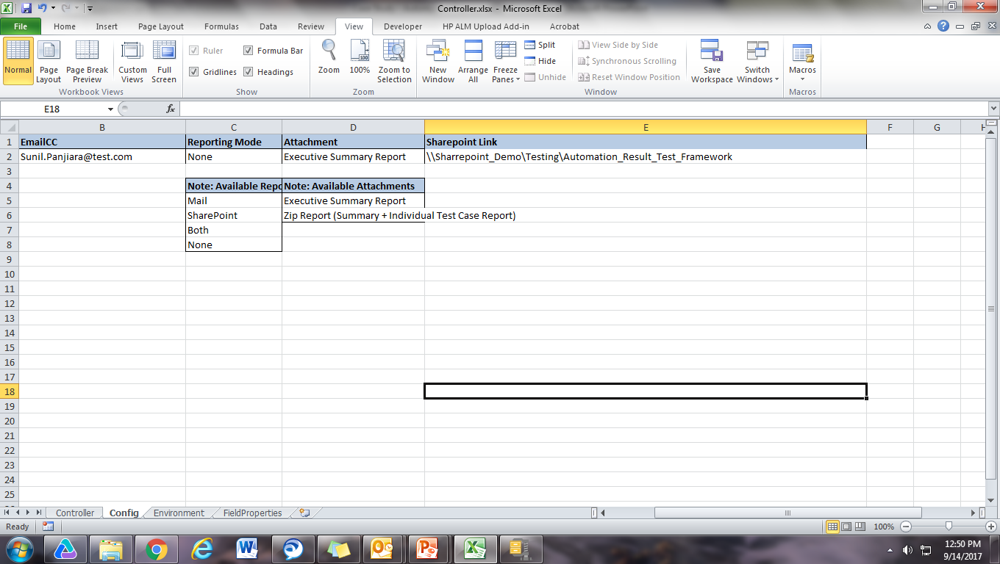 Controller.xlsx - Microsoft Excel
File Home Insert Page Layout Formulas Data Review View Developer HP ALM Upload Add-in Acrobat
Normal
Page Layout
Page Break Preview
Custom Views
Full Screen
Workbook Views
Ruler
Formula Bar
Gridlines
Headings
Show
Zoom
100%
Zoom to Selection
Zoom
New Window
Arrange All
Freeze Panes
Split
Hide
Unhide
View Side by Side
Synchronous Scrolling
Reset Window Position
Window
Save Workspace
Switch Windows
Macros
Macros
E18
fx
B C D E F G H
1 EmailCC Reporting Mode Attachment Sharepoint Link
2 Sunil.Panjiara@test.com None Executive Summary Report \\Sharrepoint_Demo\Testing\Automation_Result_Test_Framework
3
4 Note: Available Repo Note: Available Attachments
5 Mail Executive Summary Report
6 SharePoint Zip Report (Summary + Individual Test Case Report)
7 Both
8 None
9
10
11
12
13
14
15
16
17
18
19
20
21
22
23
24
25
Controller Config Environment FieldProperties
Ready 100%
12:50 PM
9/14/2017